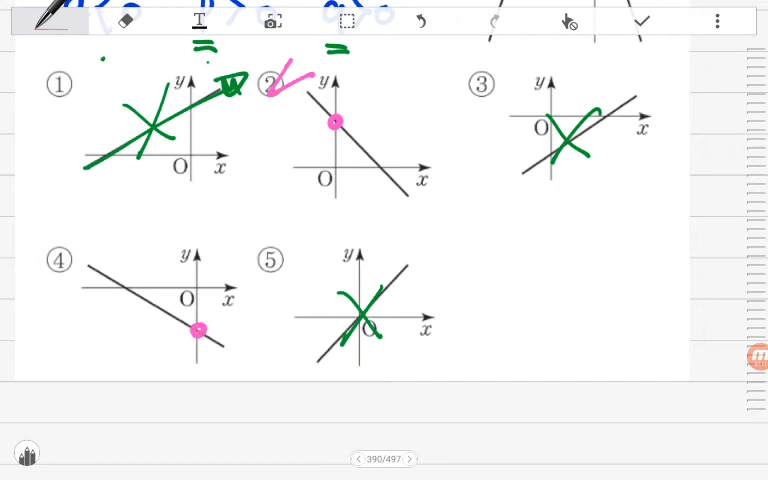 T
① y O x
② y O x
③ y O x
④ y O x
⑤ y O x
390/497